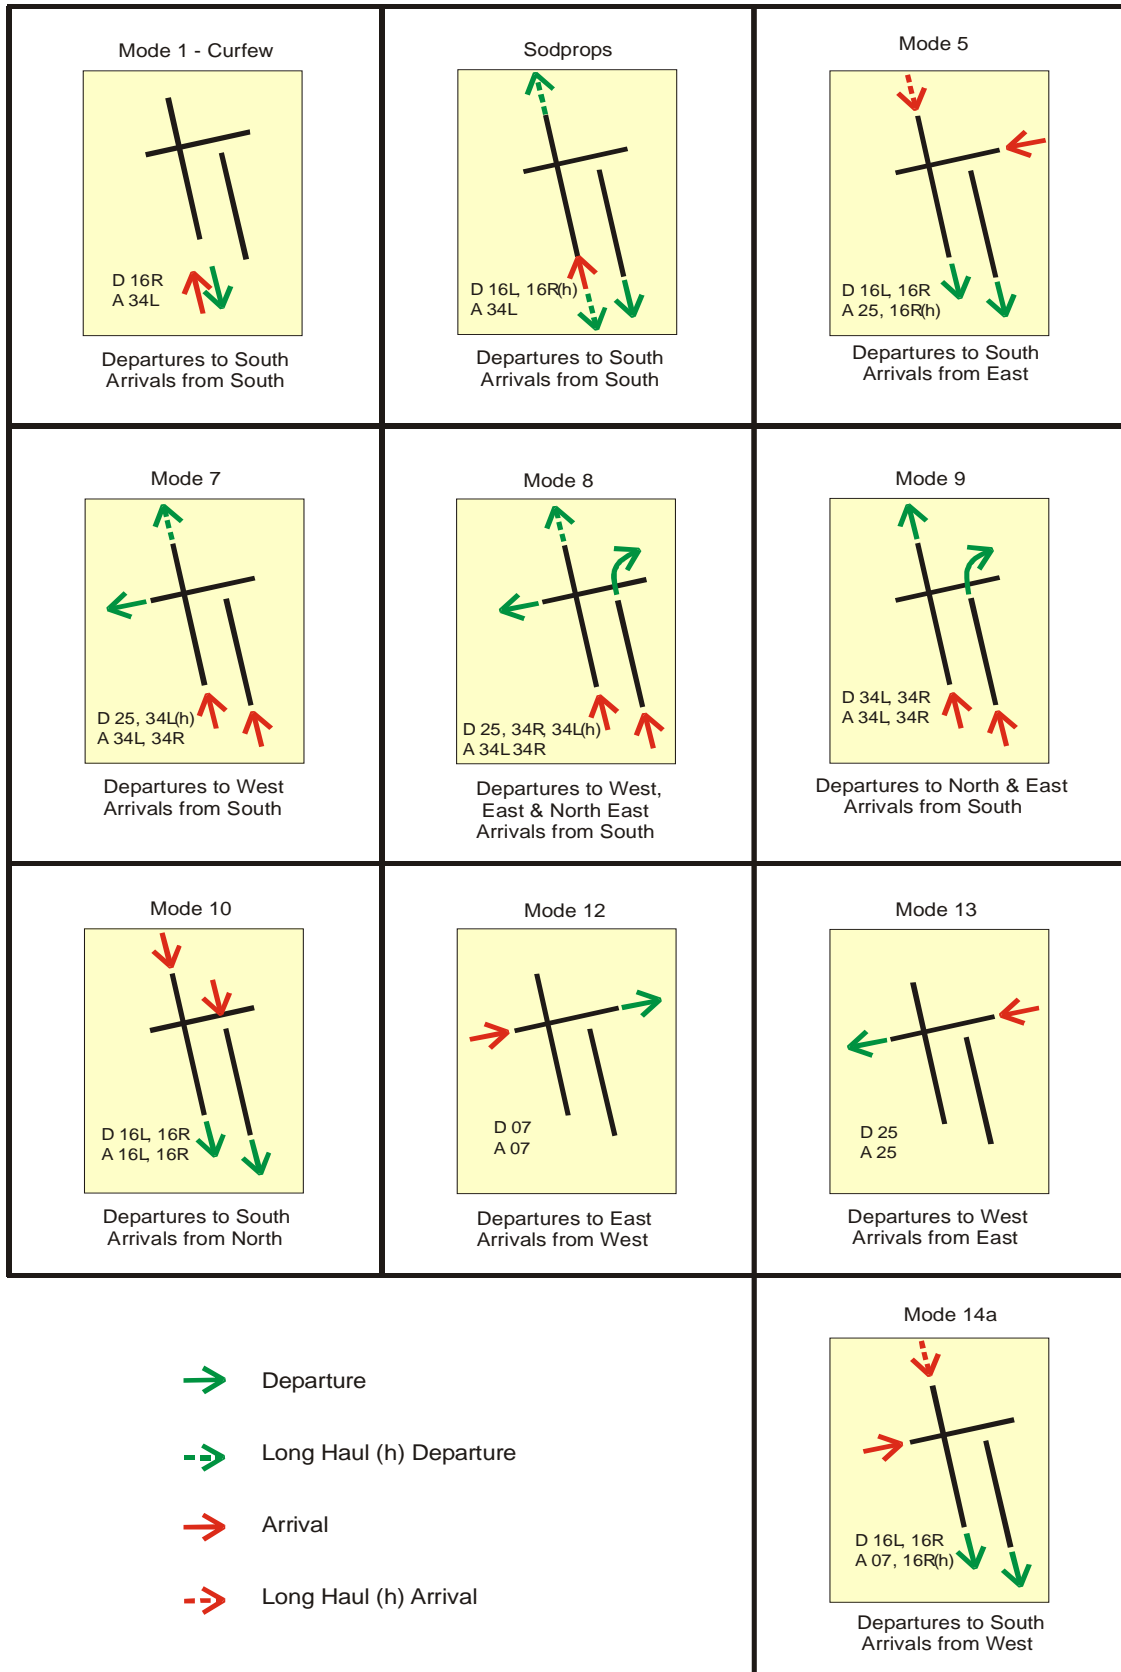 Mode 1 - Curfew
D 16R
A 34L
Departures to South
Arrivals from South
Sodprops
D 16L, 16R(h)
A 34L
Departures to South
Arrivals from South
Mode 5
D 16L, 16R
A 25, 16R(h)
Departures to South
Arrivals from East
Mode 7
D 25, 34L(h)
A 34L, 34R
Departures to West
Arrivals from South
Mode 8
D 25, 34R, 34L(h)
A 34L 34R
Departures to West,
East & North East
Arrivals from South
Mode 9
D 34L, 34R
A 34L, 34R
Departures to North & East
Arrivals from South
Mode 10
D 16L, 16R
A 16L, 16R
Departures to South
Arrivals from North
Mode 12
D 07
A 07
Departures to East
Arrivals from West
Mode 13
D 25
A 25
Departures to West
Arrivals from East
Departure
Long Haul (h) Departure
Arrival
Long Haul (h) Arrival
Mode 14a
D 16L, 16R
A 07, 16R(h)
Departures to South
Arrivals from West